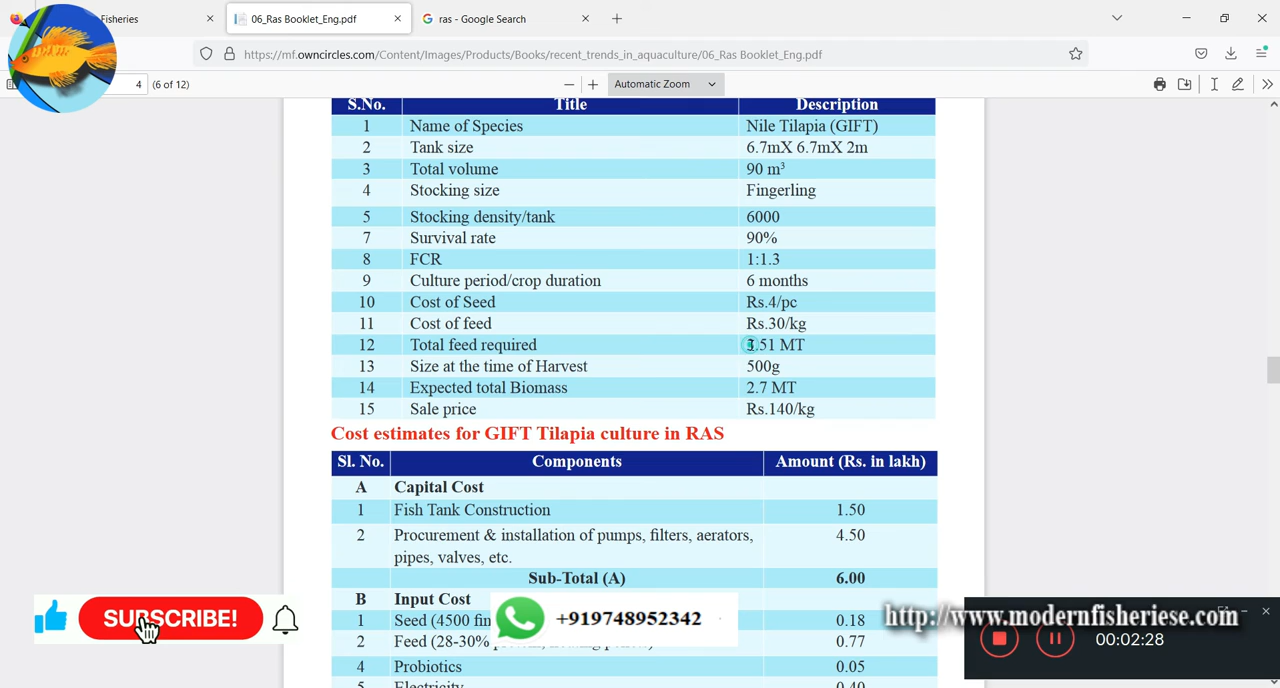 Fisheries
06_Ras Booklet_Eng.pdf
ras - Google Search
https://mf.owncircles.com/Content/Images/Products/Books/recent_trends_in_aquaculture/06_Ras Booklet_Eng.pdf
4 (6 of 12)
Automatic Zoom
S.No. Title Description
1 Name of Species Nile Tilapia (GIFT)
2 Tank size 6.7mX 6.7mX 2m
3 Total volume 90 m³
4 Stocking size Fingerling
5 Stocking density/tank 6000
7 Survival rate 90%
8 FCR 1:1.3
9 Culture period/crop duration 6 months
10 Cost of Seed Rs.4/pc
11 Cost of feed Rs.30/kg
12 Total feed required 3.51 MT
13 Size at the time of Harvest 500g
14 Expected total Biomass 2.7 MT
15 Sale price Rs.140/kg
Cost estimates for GIFT Tilapia culture in RAS
Sl. No. Components Amount (Rs. in lakh)
A Capital Cost
1 Fish Tank Construction 1.50
2 Procurement & installation of pumps, filters, aerators, 4.50
pipes, valves, etc.
Sub-Total (A) 6.00
B Input Cost
1 Seed (4500 0.18
2 Feed (28-30% 0.77
4 Probiotics 0.05
5 Electricity 0.40
SUBSCRIBE!
+919748952342
http://www.modernfisheriese.com
00:02:28